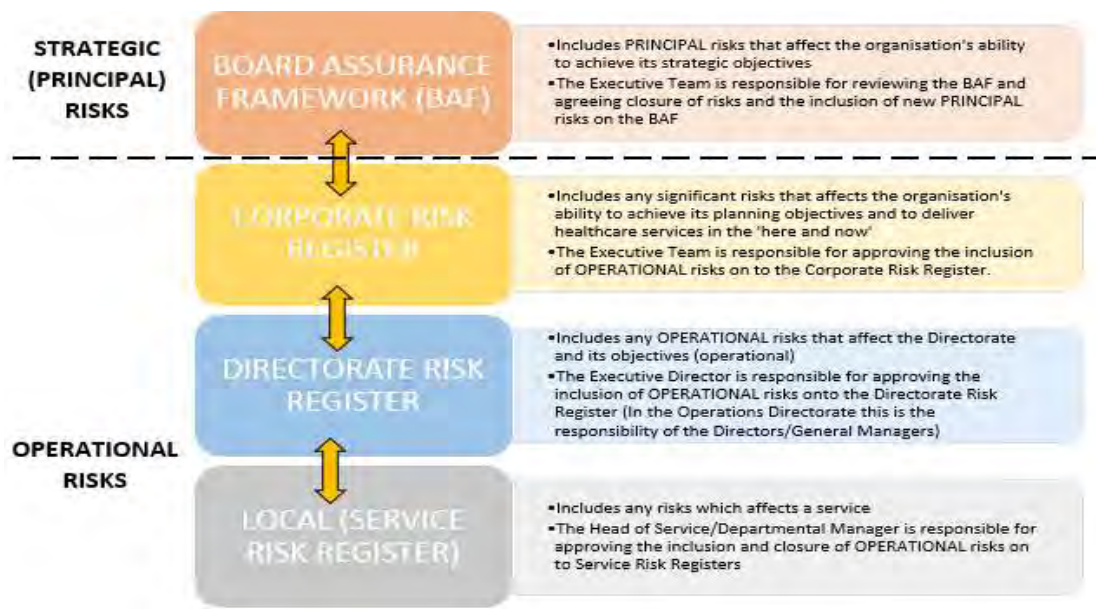 STRATEGIC
(PRINCIPAL)
RISKS
BOARD ASSURANCE
FRAMEWORK (BAF)
•Includes PRINCIPAL risks that affect the organisation's ability
to achieve its strategic objectives
•The Executive Team is responsible for reviewing the BAF and
agreeing closure of risks and the inclusion of new PRINCIPAL
risks on the BAF
CORPORATE RISK
REGISTER
•Includes any significant risks that affects the organisation's
ability to achieve its planning objectives and to deliver
healthcare services in the 'here and now'
•The Executive Team is responsible for approving the inclusion
of OPERATIONAL risks on to the Corporate Risk Register.
DIRECTORATE RISK
REGISTER
•Includes any OPERATIONAL risks that affect the Directorate
and its objectives (operational)
•The Executive Director is responsible for approving the
inclusion of OPERATIONAL risks onto the Directorate Risk
Register (In the Operations Directorate this is the
responsibility of the Directors/General Managers)
OPERATIONAL
RISKS
LOCAL (SERVICE
RISK REGISTER)
•Includes any risks which affects a service
•The Head of Service/Departmental Manager is responsible for
approving the inclusion and closure of OPERATIONAL risks on
to Service Risk Registers